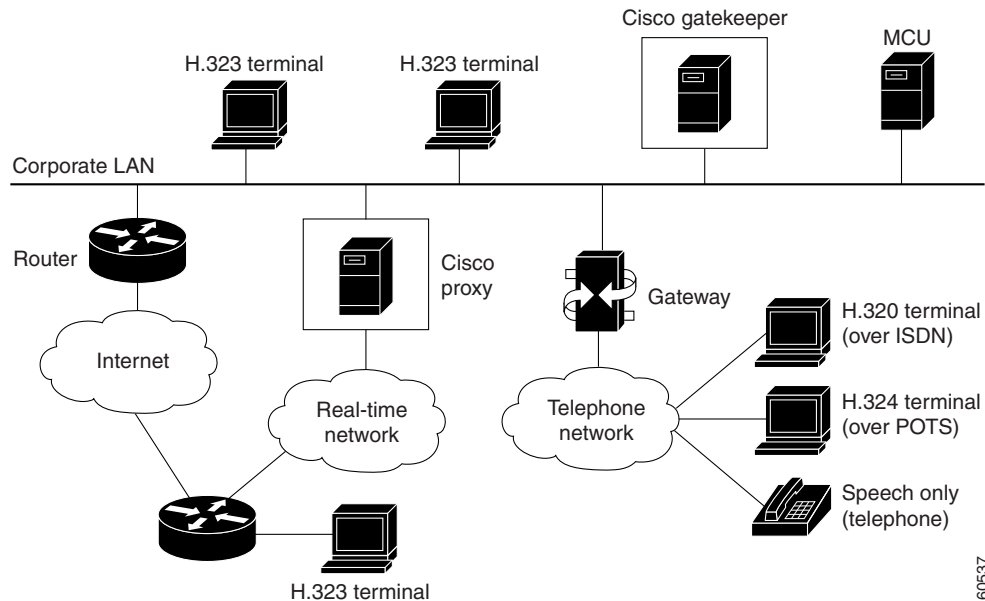 Cisco gatekeeper
MCU
H.323 terminal
H.323 terminal
Corporate LAN
Router
Cisco
proxy
Gateway
H.320 terminal
(over ISDN)
Internet
Real-time
network
Telephone
network
H.324 terminal
(over POTS)
Speech only
(telephone)
H.323 terminal
60537